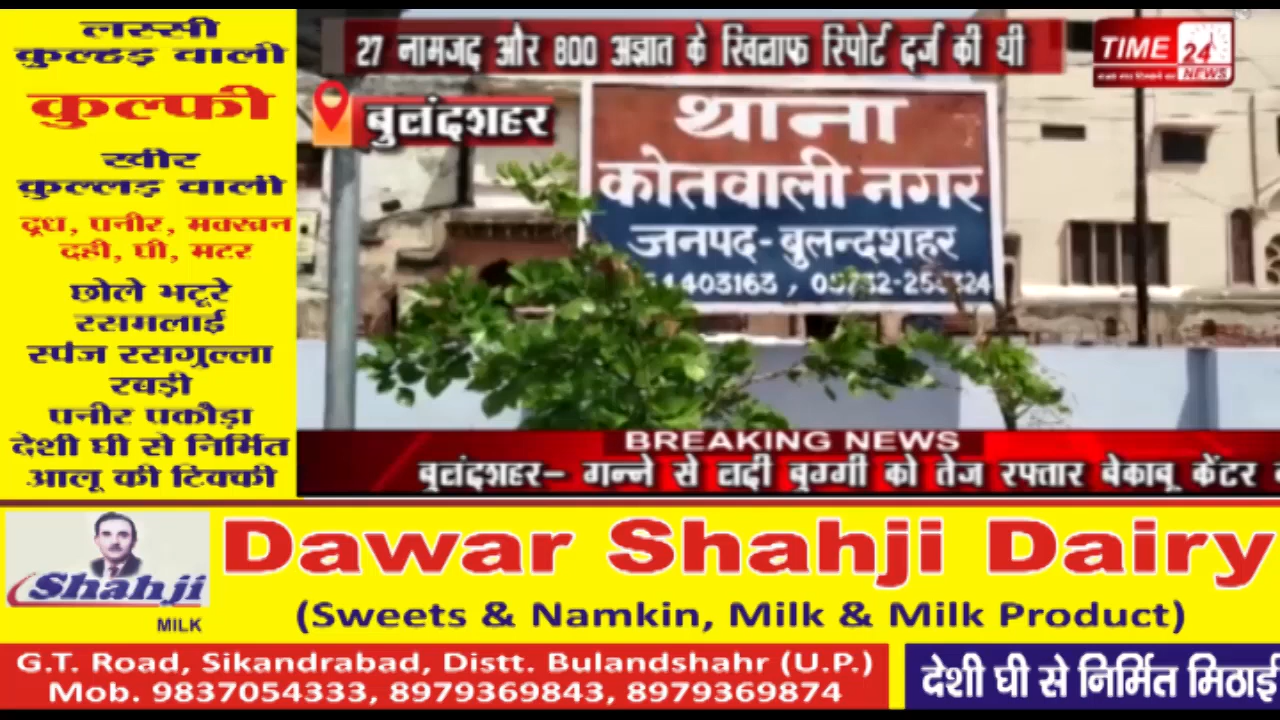 लस्सी
कुल्हड़ वाली
कुल्फी
खीर
कुल्लड़ वाली
दूध, पनीर, मक्खन
दही, घी, मटर
छोले भटूरे
रसमलाई
स्पंज रसगुल्ला
रबड़ी
पनीर पकौड़ा
देशी घी से निर्मित
आलू की टिक्की
27 नामजद और 800 अज्ञात के खिलाफ रिपोर्ट दर्ज की थी
TIME 24
NEWS
बुलंदशहर
थाना
कोतवाली नगर
जनपद-बुलन्दशहर
BREAKING NEWS
बुलंदशहर- गन्ने से लदी बुग्गी को तेज रफ्तार बेकाबू केंटर
Shahji
MILK
Dawar Shahji Dairy
(Sweets & Namkin, Milk & Milk Product)
G.T. Road, Sikandrabad, Distt. Bulandshahr (U.P.)
Mob. 9837054333, 8979369843, 8979369874
देशी घी से निर्मित मिठाई